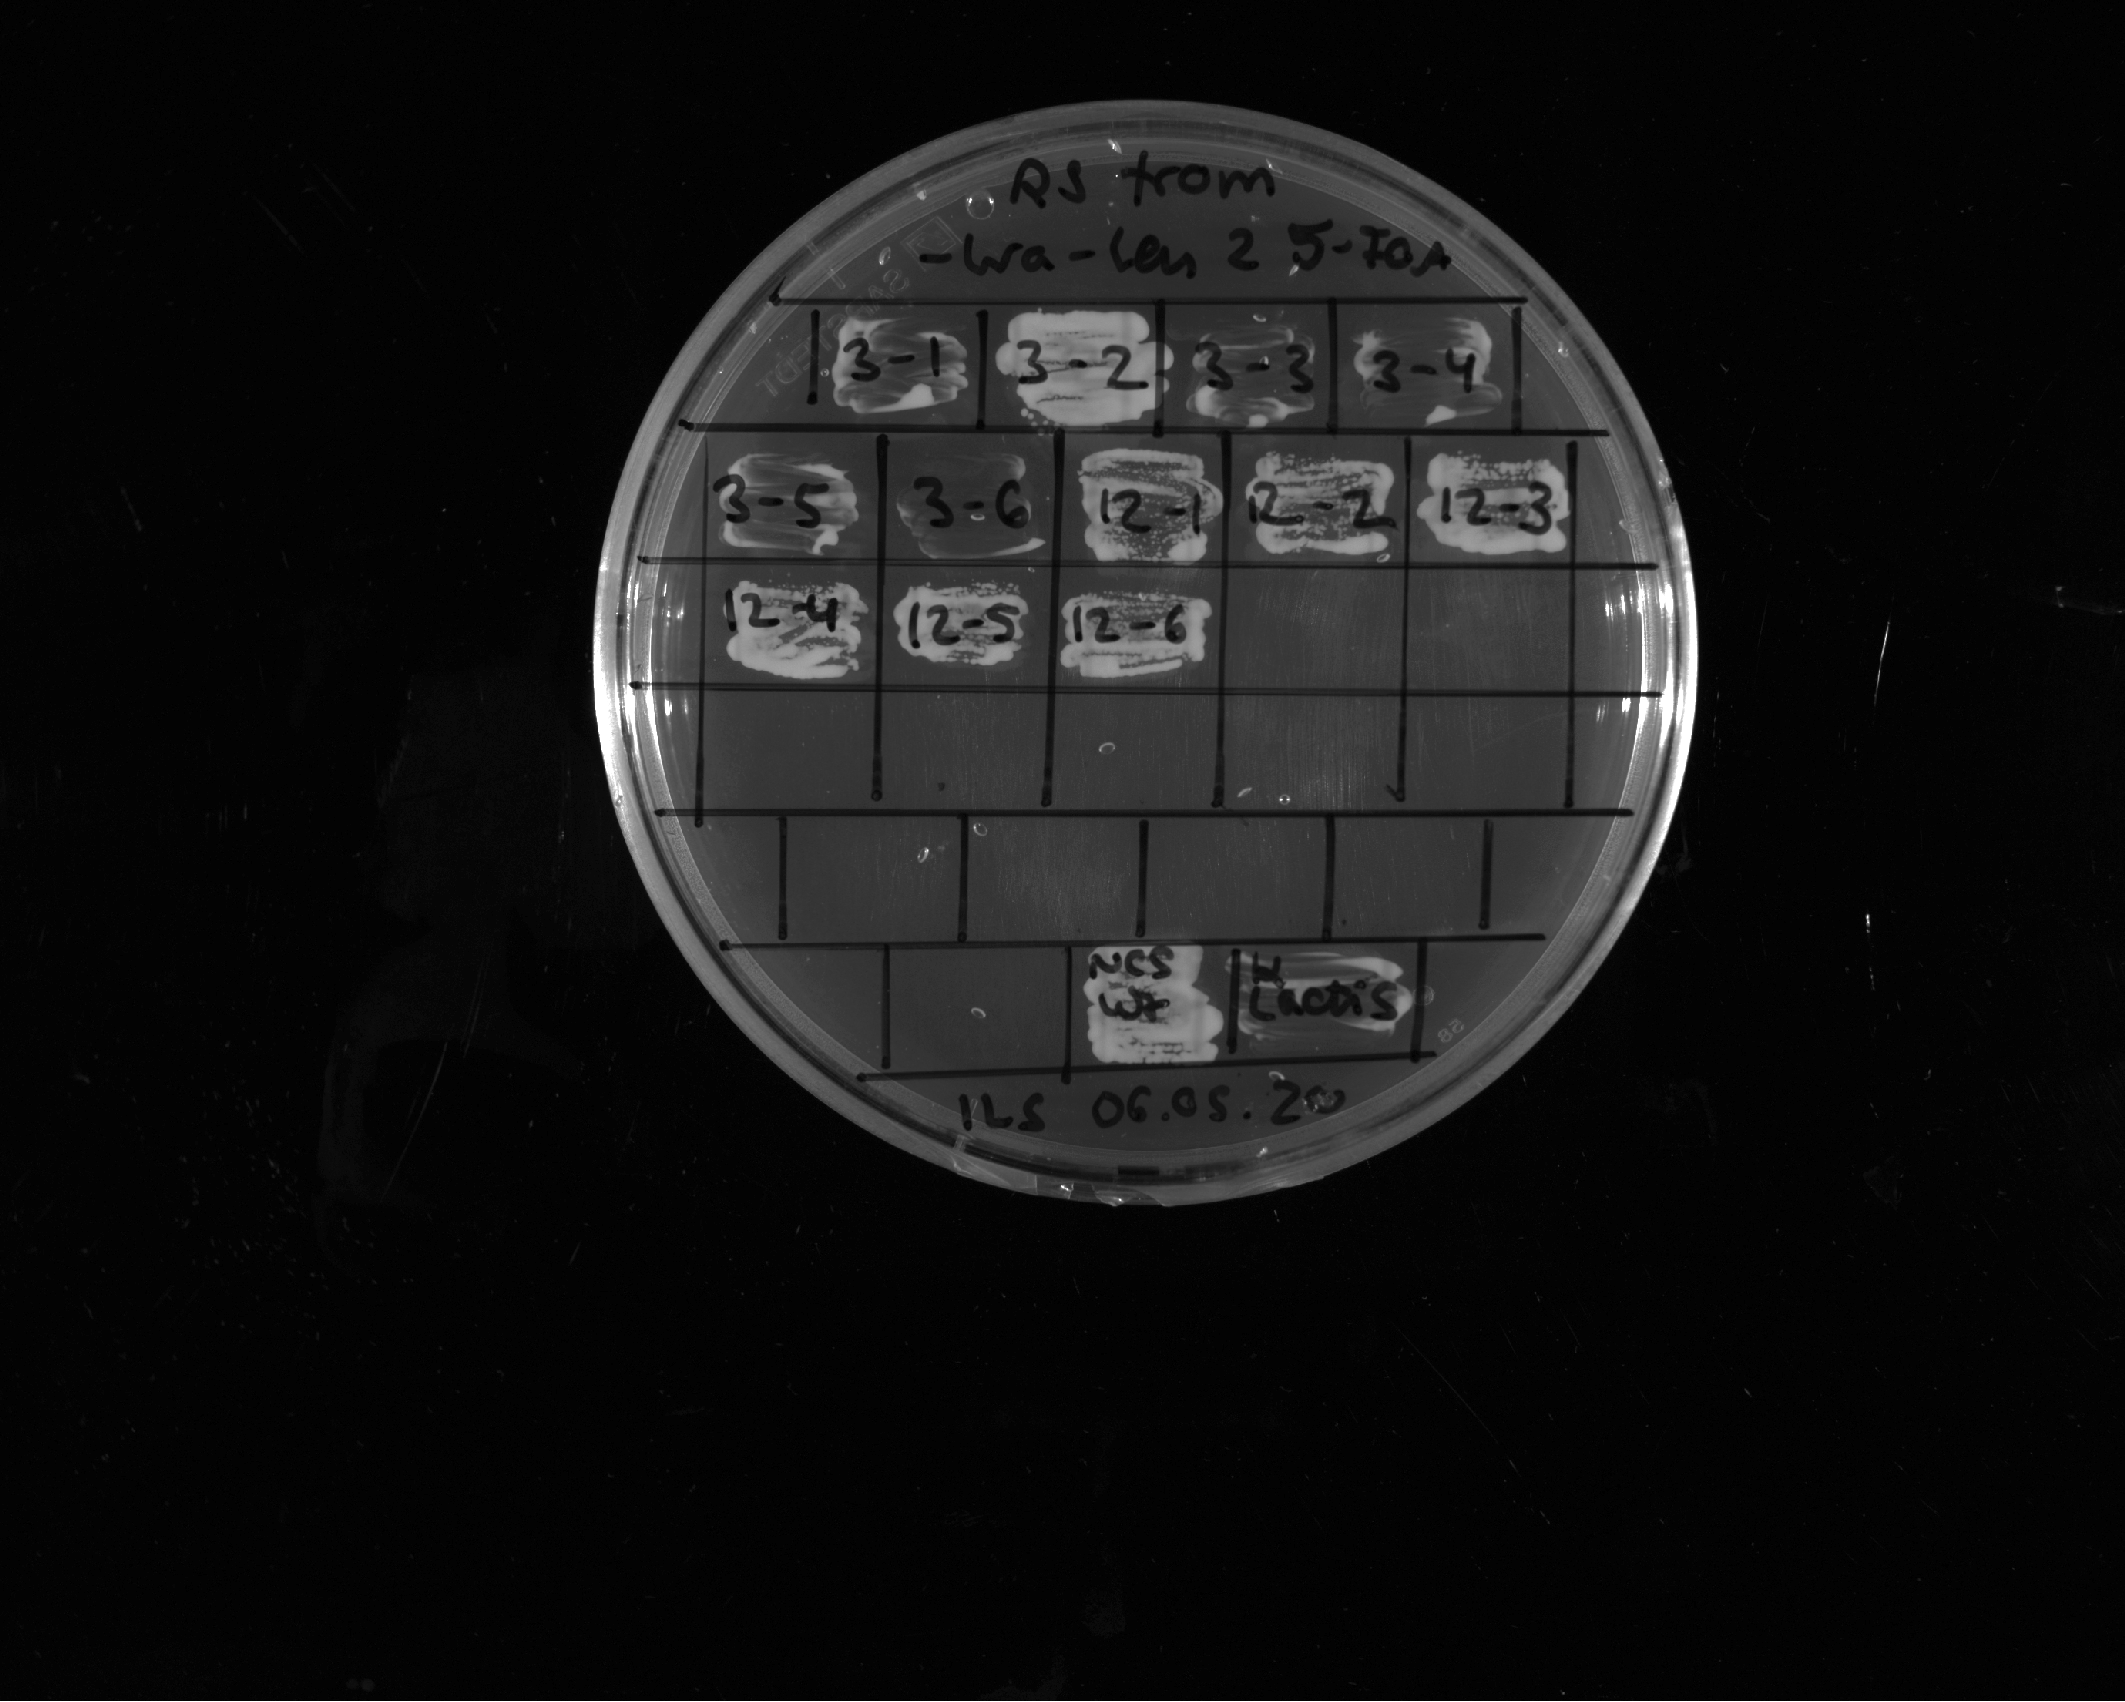 RS from
-Ura-Leu 2 5-FOA
3-1 3-2 3-3 3-4
3-5 3-6 12-1 12-2 12-3
12-4 12-5 12-6
NCS
Wt
K
Lactis
ILS 06.05.20